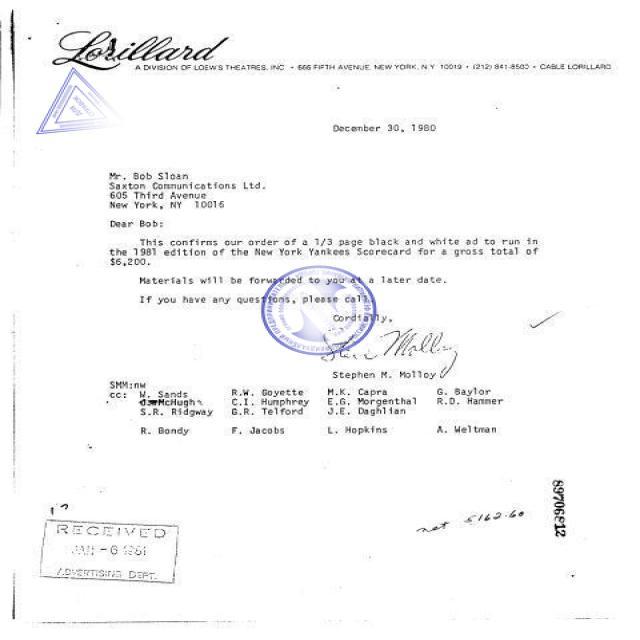 Lorillard
A DIVISION OF LOEW'S THEATRES, INC • 666 FIFTH AVENUE, NEW YORK, N.Y. 10019 • (212) 841-8500 • CABLE LORILLARD
December 30, 1980
Mr. Bob Sloan
Saxton Communications Ltd.
605 Third Avenue
New York, NY 10016
Dear Bob:
This confirms our order of a 1/3 page black and white ad to run in
the 1981 edition of the New York Yankees Scorecard for a gross total of
$6,200.
Materials will be forwarded to you at a later date.
If you have any questions, please call.
Cordially,
Steve Molloy
Stephen M. Molloy
SMM:nw
cc: W. Sands R.W. Goyette M.K. Capra G. Baylor
McHugh C.I. Humphrey E.G. Morgenthal R.D. Hammer
S.R. Ridgway G.R. Telford J.E. Daghlian
R. Bondy F. Jacobs L. Hopkins A. Weltman
net 5162.60
RECEIVED
JAN -6 1981
ADVERTISING DEPT.